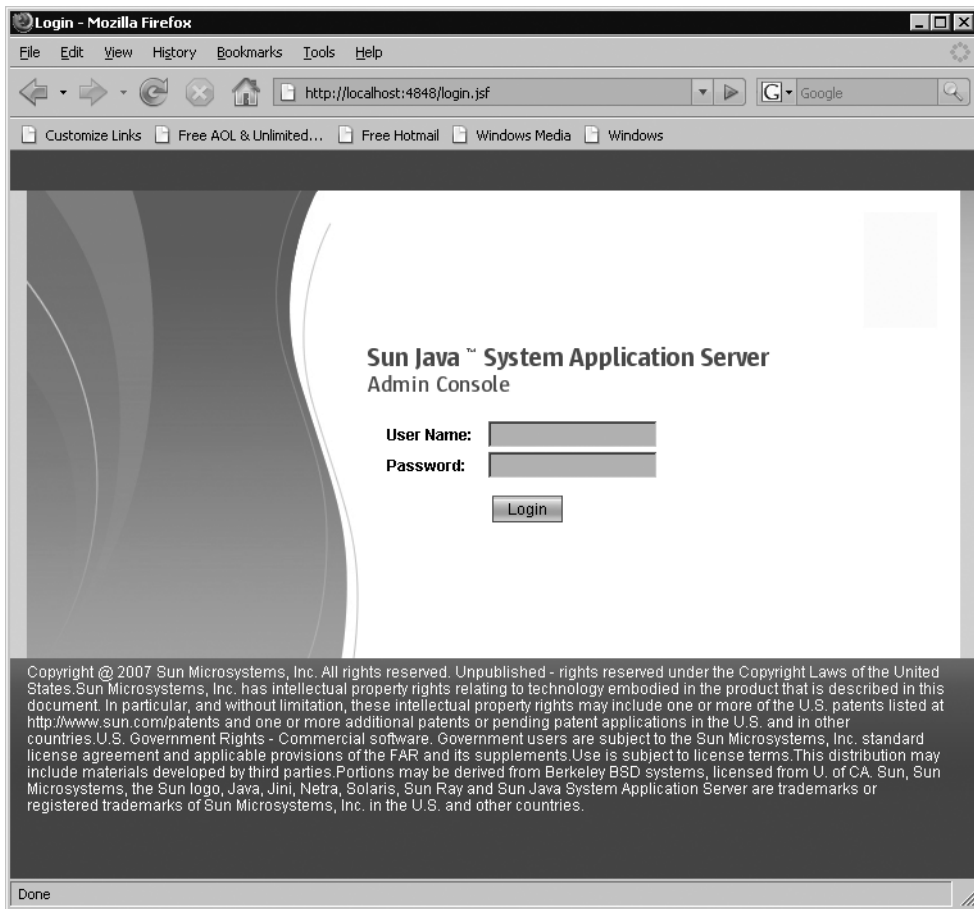 Login - Mozilla Firefox
File Edit View History Bookmarks Tools Help
http://localhost:4848/login.jsf G Google
Customize Links Free AOL & Unlimited... Free Hotmail Windows Media Windows
Sun Java ™ System Application Server
Admin Console
User Name:
Password:
Login
Copyright @ 2007 Sun Microsystems, Inc. All rights reserved. Unpublished - rights reserved under the Copyright Laws of the United
States.Sun Microsystems, Inc. has intellectual property rights relating to technology embodied in the product that is described in this
document. In particular, and without limitation, these intellectual property rights may include one or more of the U.S. patents listed at
http://www.sun.com/patents and one or more additional patents or pending patent applications in the U.S. and in other
countries.U.S. Government Rights - Commercial software. Government users are subject to the Sun Microsystems, Inc. standard
license agreement and applicable provisions of the FAR and its supplements.Use is subject to license terms.This distribution may
include materials developed by third parties.Portions may be derived from Berkeley BSD systems, licensed from U. of CA. Sun, Sun
Microsystems, the Sun logo, Java, Jini, Netra, Solaris, Sun Ray and Sun Java System Application Server are trademarks or
registered trademarks of Sun Microsystems, Inc. in the U.S. and other countries.
Done